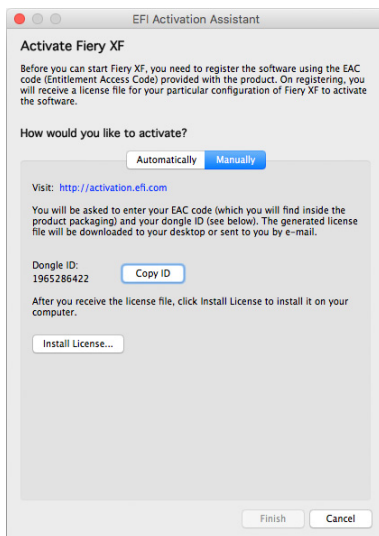 EFI Activation Assistant
Activate Fiery XF
Before you can start Fiery XF, you need to register the software using the EAC
code (Entitlement Access Code) provided with the product. On registering, you
will receive a license file for your particular configuration of Fiery XF to activate
the software.
How would you like to activate?
Automatically Manually
Visit: http://activation.efi.com
You will be asked to enter your EAC code (which you will find inside the
product packaging) and your dongle ID (see below). The generated license
file will be downloaded to your desktop or sent to you by e-mail.
Dongle ID:
1965286422
Copy ID
After you receive the license file, click Install License to install it on your
computer.
Install License...
Finish Cancel